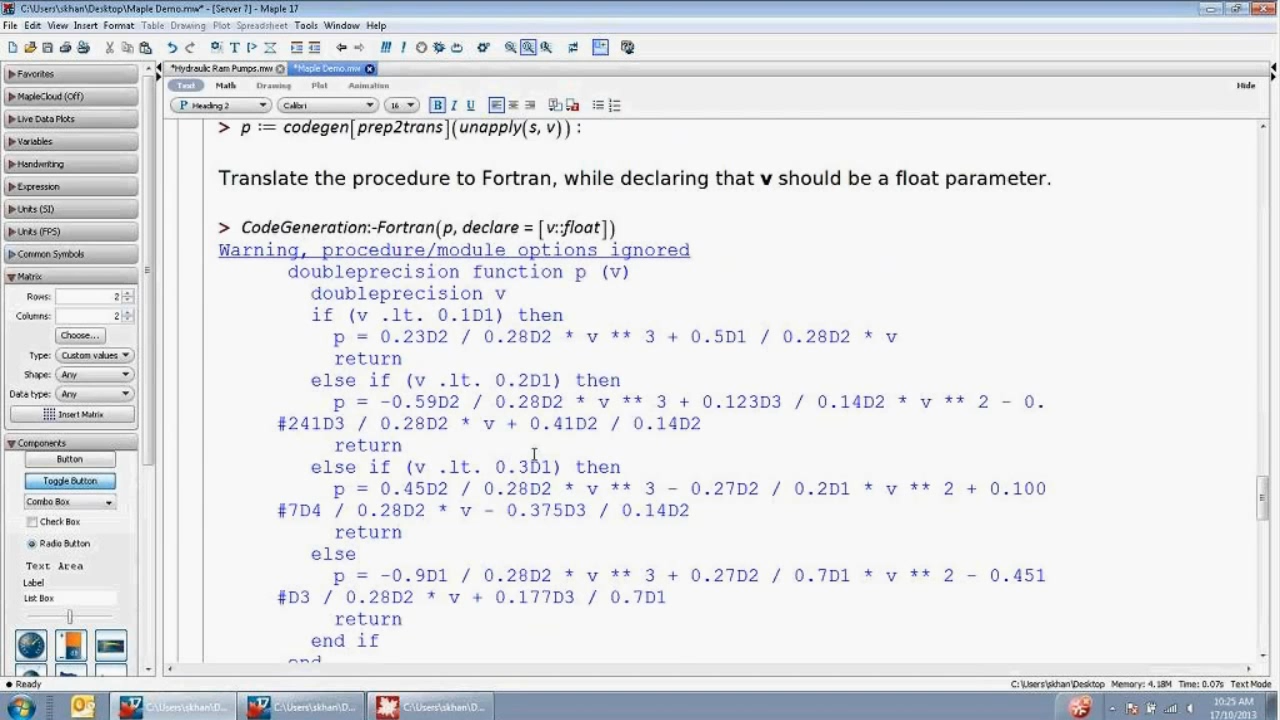 C:\Users\skhan\Desktop\Maple Demo.mw* - [Server 7] - Maple 17
File Edit View Insert Format Table Drawing Plot Spreadsheet Tools Window Help
Favorites
MapleCloud (Off)
Live Data Plots
Variables
Handwriting
Expression
Units (SI)
Units (FPS)
Common Symbols
Matrix
Rows: 2
Columns: 2
Choose...
Type: Custom values
Shape: Any
Data type: Any
Insert Matrix
Components
Button
Toggle Button
Combo Box
Check Box
Radio Button
Text Area
Label
List Box
*Hydraulic Ram Pumps.mw *Maple Demo.mw
Text Math Drawing Plot Animation Hide
P Heading 2 Calibri 16 B I U
> p := codegen[prep2trans](unapply(s, v)) :
Translate the procedure to Fortran, while declaring that v should be a float parameter.
> CodeGeneration:-Fortran(p, declare = [v::float])
Warning, procedure/module options ignored
doubleprecision function p (v)
doubleprecision v
if (v .lt. 0.1D1) then
p = 0.23D2 / 0.28D2 * v ** 3 + 0.5D1 / 0.28D2 * v
return
else if (v .lt. 0.2D1) then
p = -0.59D2 / 0.28D2 * v ** 3 + 0.123D3 / 0.14D2 * v ** 2 - 0.
#241D3 / 0.28D2 * v + 0.41D2 / 0.14D2
return
else if (v .lt. 0.3D1) then
p = 0.45D2 / 0.28D2 * v ** 3 - 0.27D2 / 0.2D1 * v ** 2 + 0.100
#7D4 / 0.28D2 * v - 0.375D3 / 0.14D2
return
else
p = -0.9D1 / 0.28D2 * v ** 3 + 0.27D2 / 0.7D1 * v ** 2 - 0.451
#D3 / 0.28D2 * v + 0.177D3 / 0.7D1
return
end if
end
Ready
C:\Users\skhan\Desktop Memory: 4.18M Time: 0.07s Text Mode
C:\Users\skhan\D... C:\Users\skhan\D... C:\Users\skhan\D...
10:25 AM
17/10/2013